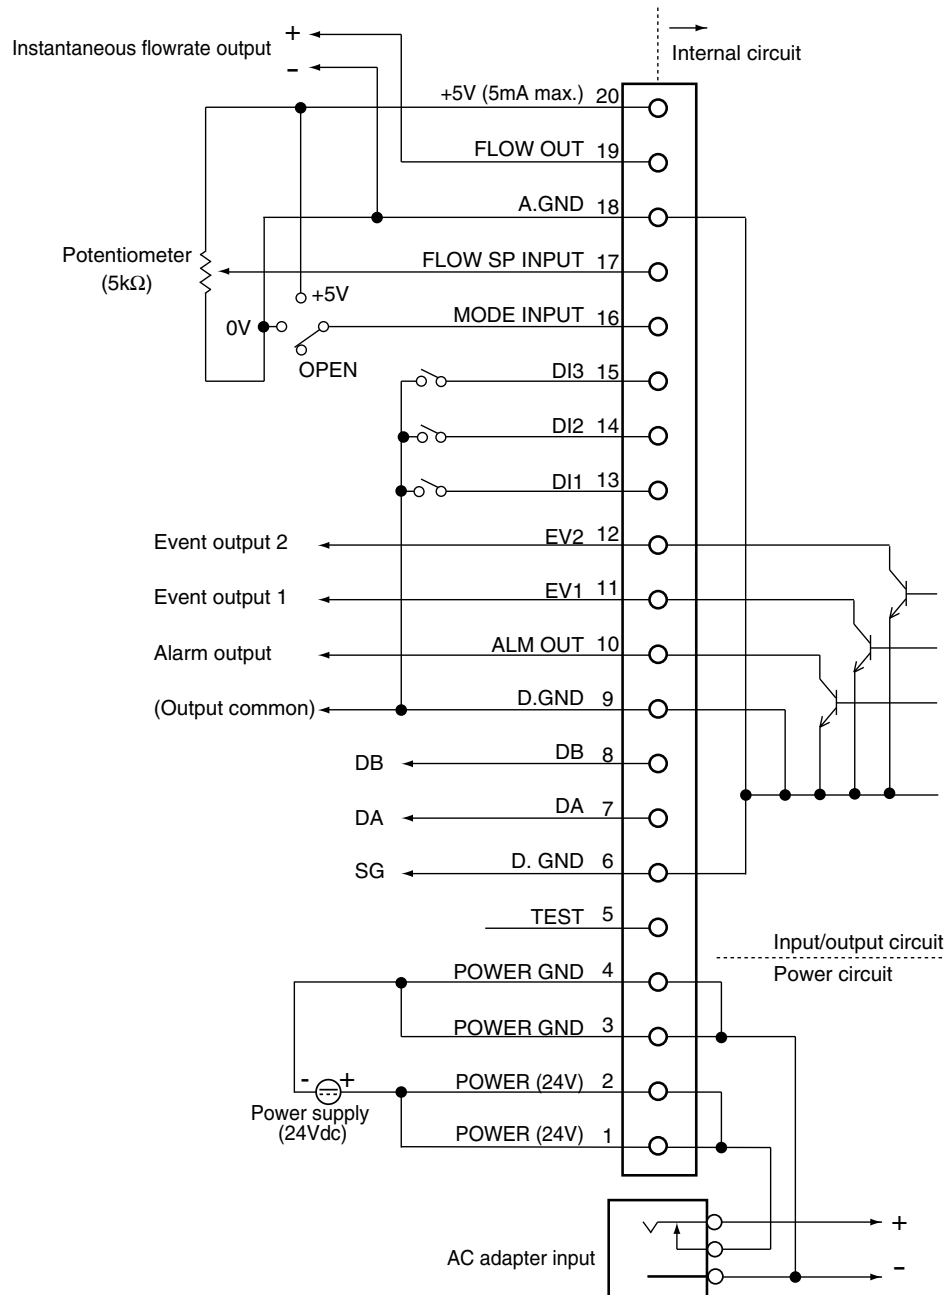 Instantaneous flowrate output
+
-
Internal circuit
+5V (5mA max.) 20
FLOW OUT 19
A.GND 18
Potentiometer
(5kΩ)
FLOW SP INPUT 17
+5V
0V
MODE INPUT 16
OPEN
DI3 15
DI2 14
DI1 13
Event output 2
EV2 12
Event output 1
EV1 11
Alarm output
ALM OUT 10
(Output common)
D.GND 9
DB
DB 8
DA
DA 7
SG
D. GND 6
TEST 5
Input/output circuit
Power circuit
POWER GND 4
POWER GND 3
- +
POWER (24V) 2
Power supply
(24Vdc)
POWER (24V) 1
AC adapter input
+
-